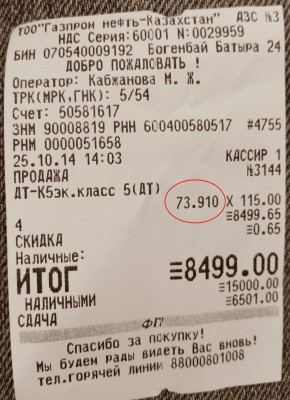 ТОО"Газпром нефть-Казахстан" АЗС №3
НДС Серия:60001 N:0029959
БИН 070540009192 Богенбай Батыра 24
ДОБРО ПОЖАЛОВАТЬ !
Оператор: Кабжанова М. Ж.
ТРК(МРК,ГНК): 5/54
Счет: 50581617
ЗНМ 90008819 РНН 600400580517 #4755
РНМ 0000051658
25.10.14 14:03 КАССИР 1
ПРОДАЖА №3144
ДТ-К5эк.класс 5(ДТ)
73.910 X 115.00
4 ≡8499.65
СКИДКА ≡0.65
Наличные:
ИТОГ ≡8499.00
НАЛИЧНЫМИ ≡15000.00
СДАЧА ≡6501.00
ФП
Спасибо за покупку!
Мы будем рады видеть Вас вновь!
тел.горячей линии 88000801008